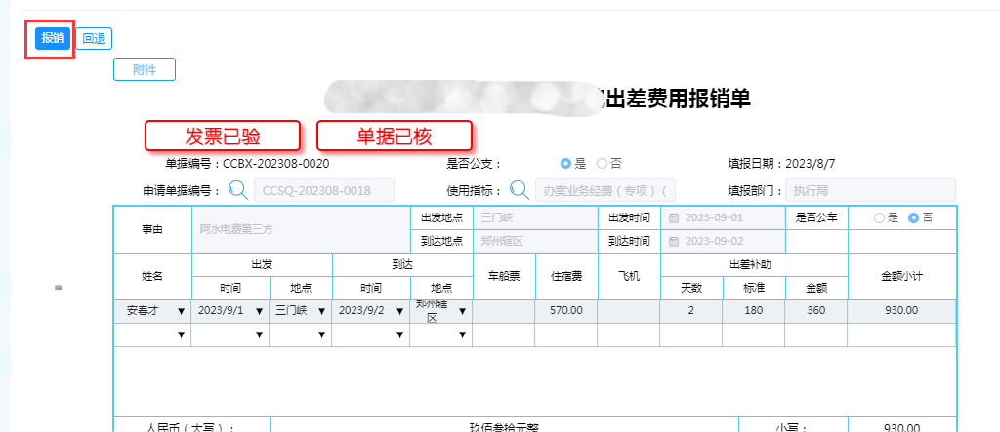 报销 回退
附件
出差费用报销单
发票已验 单据已核
单据编号：CCBX-202308-0020 是否公支： 是 否 填报日期：2023/8/7
申请单据编号： CCSQ-202308-0018 使用指标： 办案业务经费（专项）（ 填报部门： 执行局
事由 阿水电费第三方 出发地点 三门峡 出发时间 2023-09-01 是否公车 是 否
到达地点 郑州辖区 到达时间 2023-09-02
姓名 出发 到达 车船票 住宿费 飞机 出差补助 金额小计
时间 地点 时间 地点 天数 标准 金额
安春才 2023/9/1 三门峡 2023/9/2 郑州辖区 570.00 2 180 360 930.00
人民币（大写）： 玖佰叁拾元整 小写： 930.00